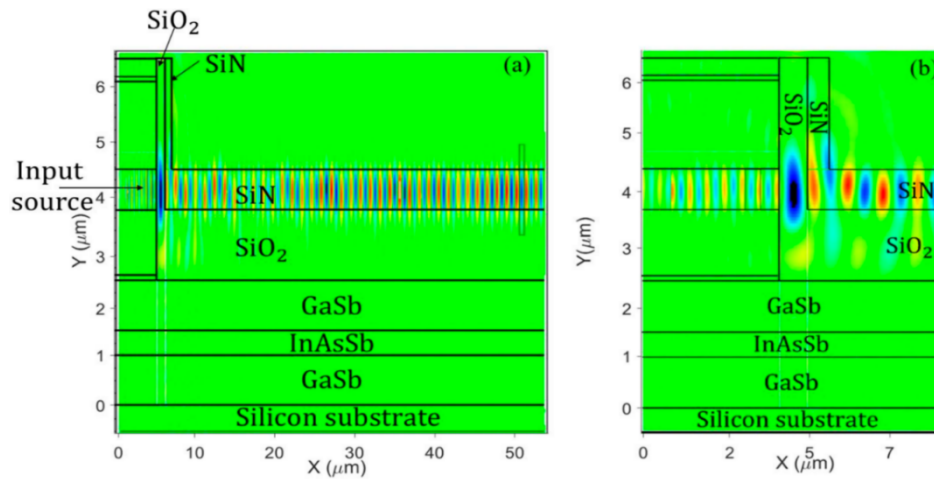 SiO₂
SiN
(a)
6
5
Input
source
4
SiN
Y (μm)
3
SiO₂
2
GaSb
1
InAsSb
GaSb
0
Silicon substrate
0
10
20
30
40
50
X (μm)
(b)
6
SiO₂
SiN
5
4
SiN
Y(μm)
3
SiO₂
2
GaSb
1
InAsSb
GaSb
0
Silicon substrate
0
2
5
7
X (μm)